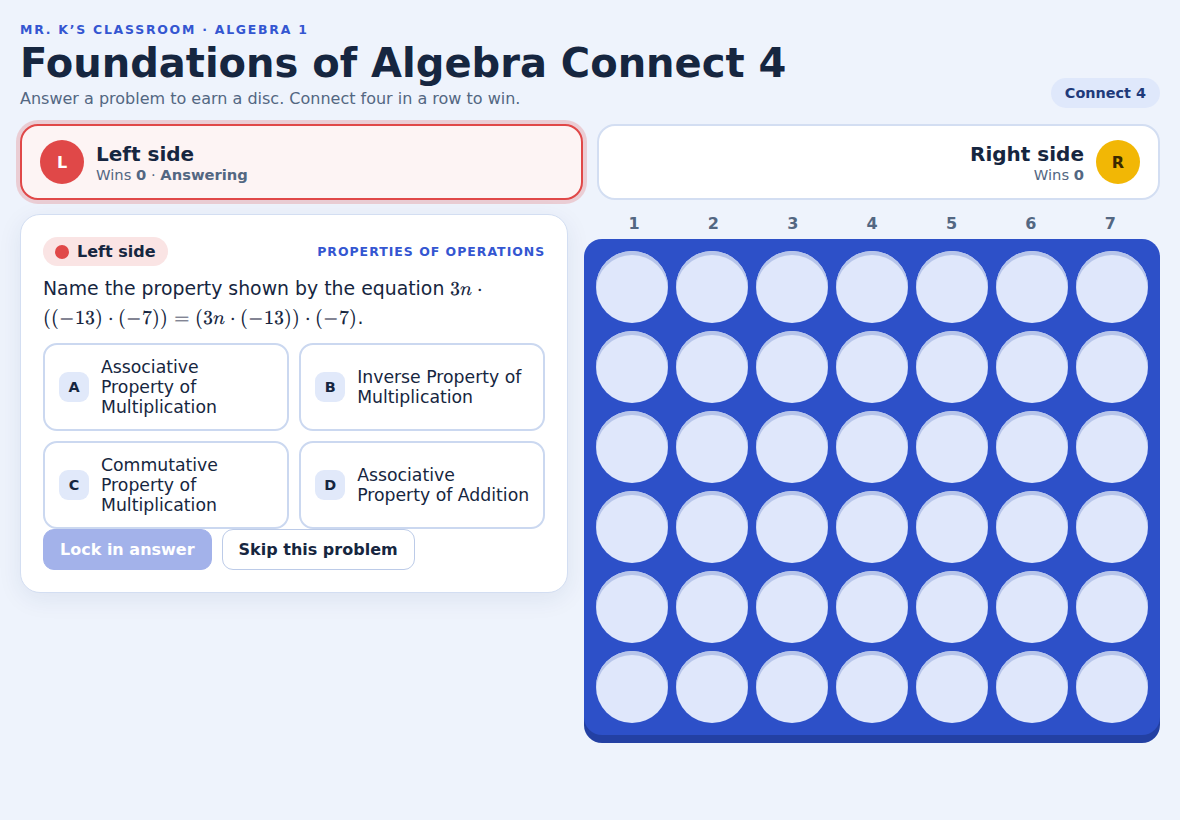 MR. K’S CLASSROOM · ALGEBRA 1
Foundations of Algebra Connect 4
Answer a problem to earn a disc. Connect four in a row to win.
Connect 4
L
Left side
Wins 0 · Answering
Right side
Wins 0
R
Left side
PROPERTIES OF OPERATIONS
Name the property shown by the equation 3n ·
((−13) · (−7)) = (3n · (−13)) · (−7).
A
Associative
Property of
Multiplication
B
Inverse Property of
Multiplication
C
Commutative
Property of
Multiplication
D
Associative
Property of Addition
Lock in answer
Skip this problem
1 2 3 4 5 6 7